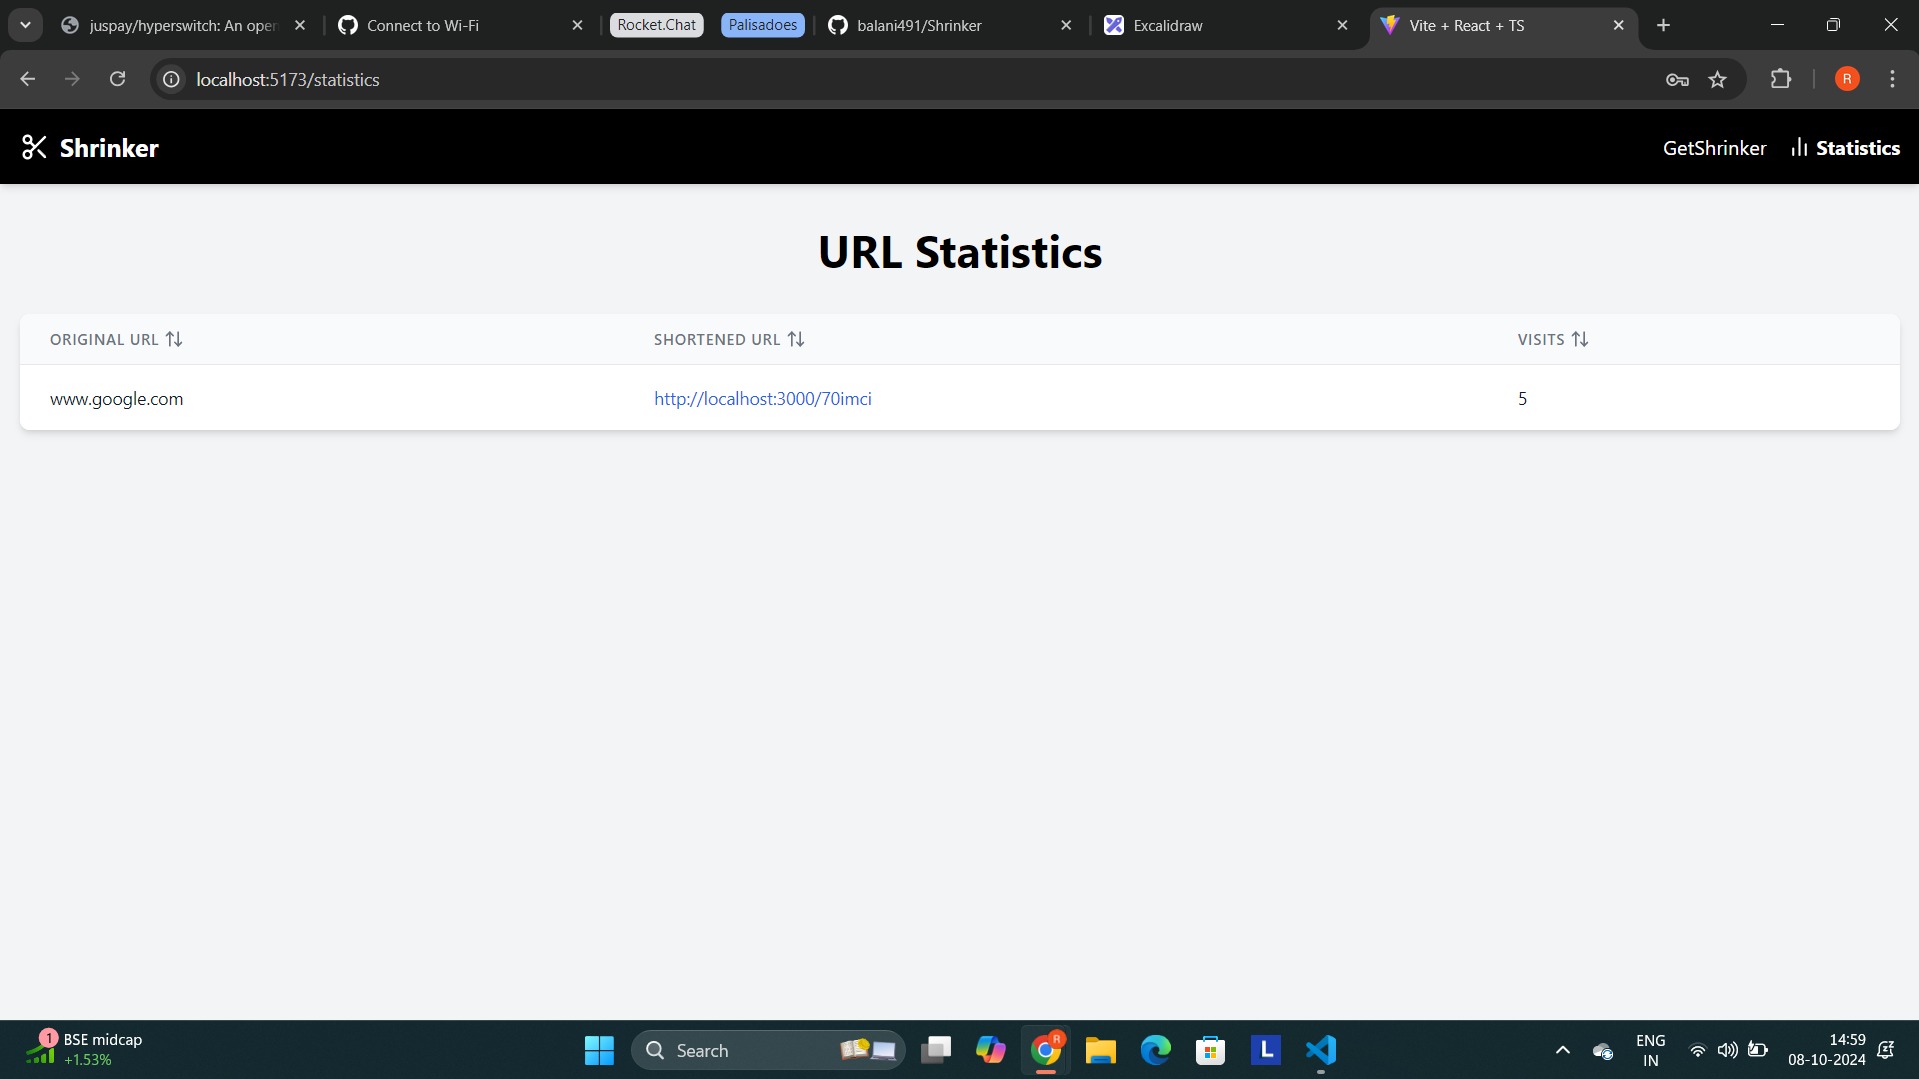 juspay/hyperswitch: An open
Connect to Wi-Fi
Rocket.Chat
Palisadoes
balani491/Shrinker
Excalidraw
Vite + React + TS
localhost:5173/statistics
R
Shrinker
GetShrinker
Statistics
URL Statistics
ORIGINAL URL
SHORTENED URL
VISITS
www.google.com
http://localhost:3000/70imci
5
1
BSE midcap
+1.53%
Search
R
L
ENG
IN
14:59
08-10-2024